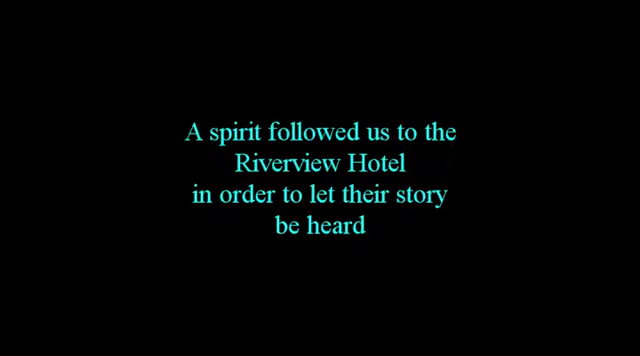 A spirit followed us to the
Riverview Hotel
in order to let their story
be heard